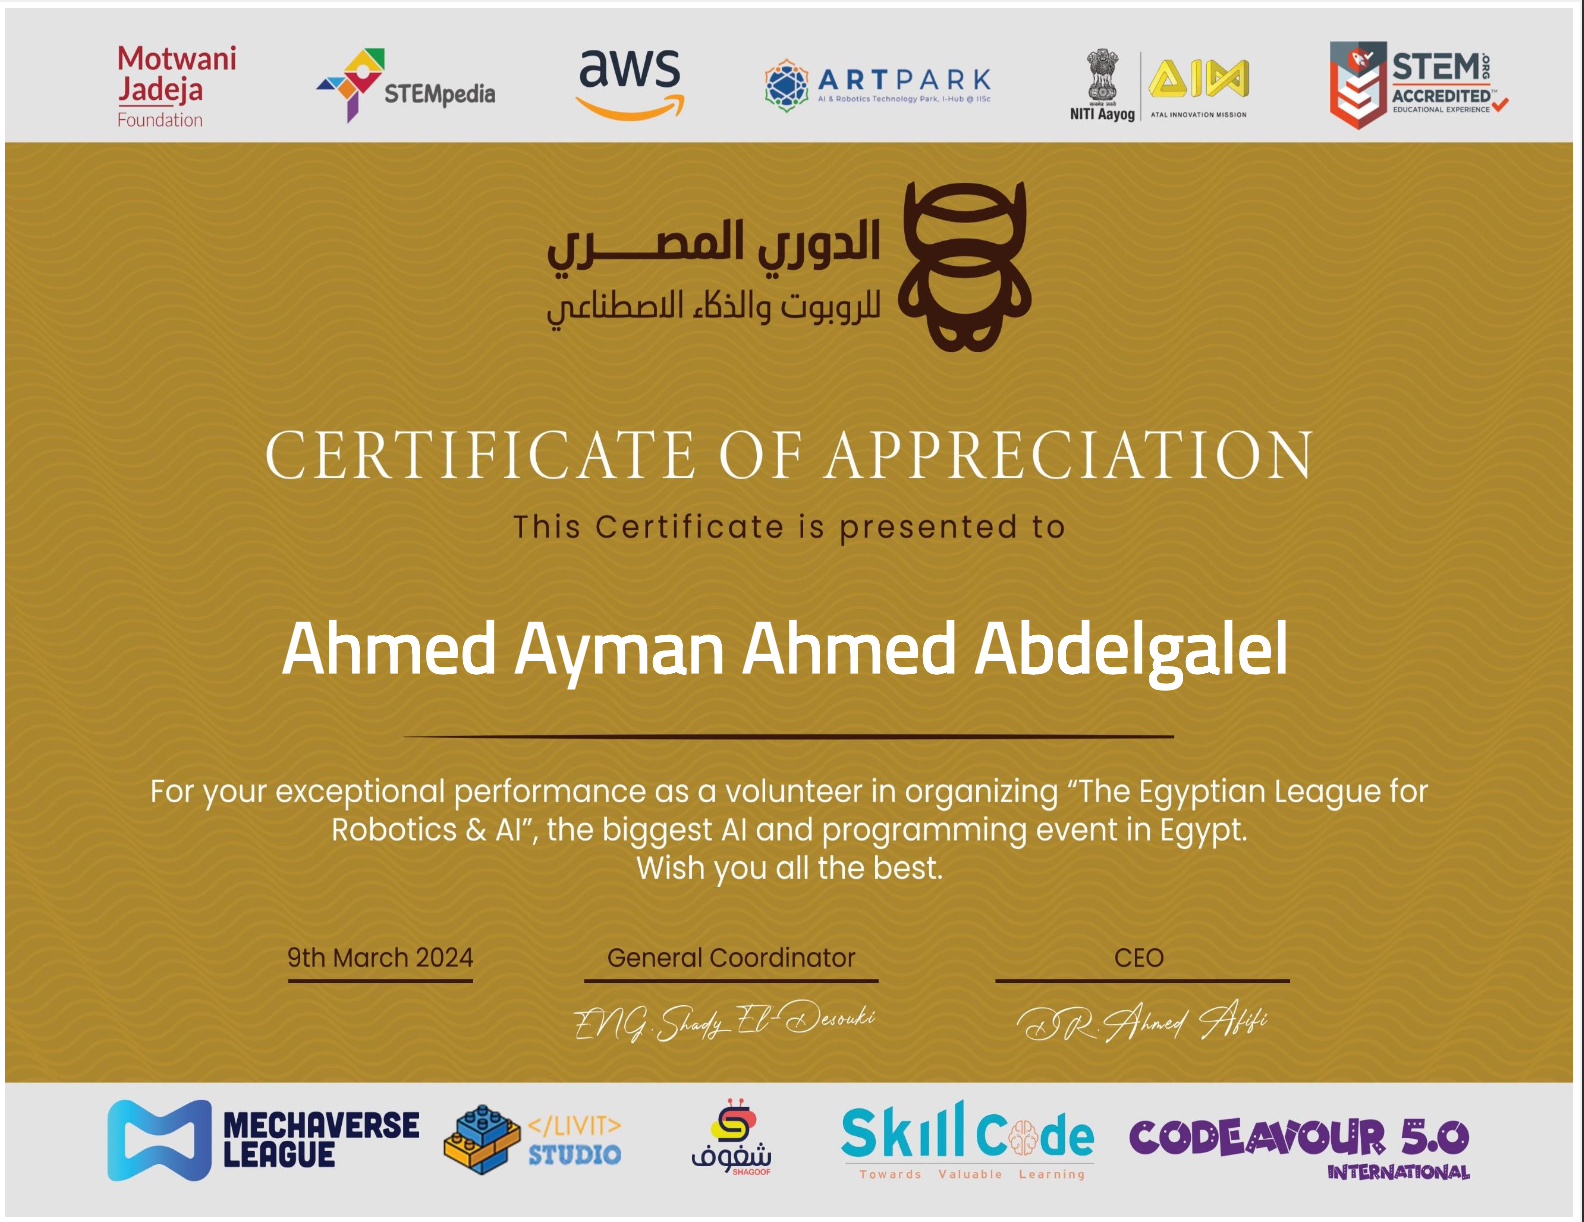 Motwani
Jadeja
Foundation
STEMpedia
aws
ARTPARK
AI & Robotics Technology Park, I-Hub @ IISc
सत्यमेव जयते
NITI Aayog
AIM
ATAL INNOVATION MISSION
STEM.ORG
ACCREDITED™
EDUCATIONAL EXPERIENCE
الدوري المصـــري
للروبوت والذكاء الاصطناعي
CERTIFICATE OF APPRECIATION
This Certificate is presented to
Ahmed Ayman Ahmed Abdelgalel
For your exceptional performance as a volunteer in organizing “The Egyptian League for
Robotics & AI”, the biggest AI and programming event in Egypt.
Wish you all the best.
9th March 2024
General Coordinator
CEO
ENG. Shady El-Desouki
DR. Ahmed Afifi
MECHAVERSE
LEAGUE
</LIVIT>
STUDIO
شغوف
SHAGOOF
SkillCode
Towards Valuable Learning
CODEAVOUR 5.0
INTERNATIONAL